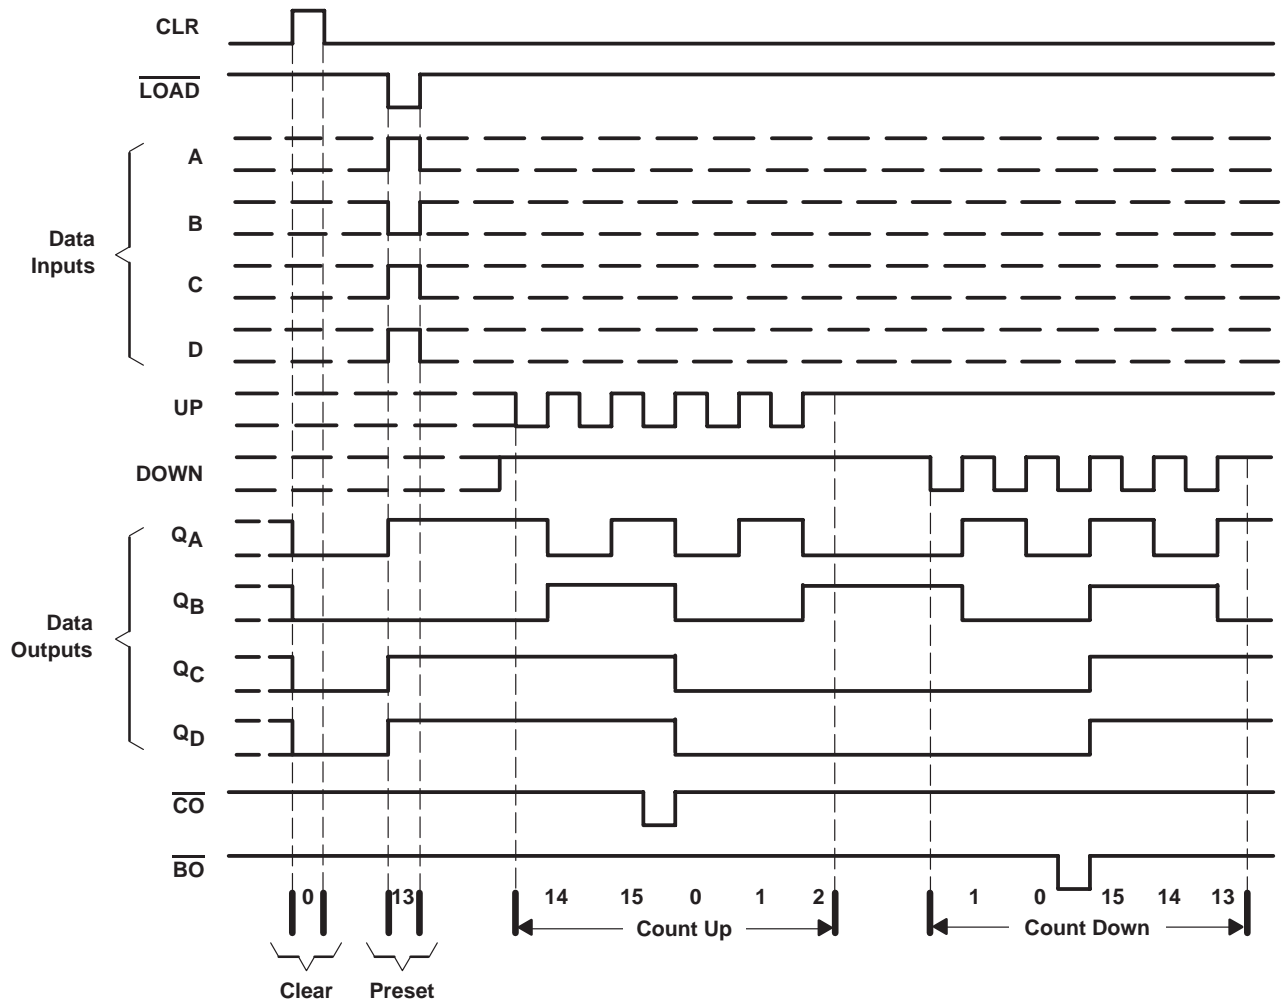 CLR
LOAD
A
B
Data
Inputs
C
D
UP
DOWN
QA
QB
Data
Outputs
QC
QD
CO
BO
0 13 14 15 0 1 2 1 0 15 14 13
Count Up Count Down
Clear Preset